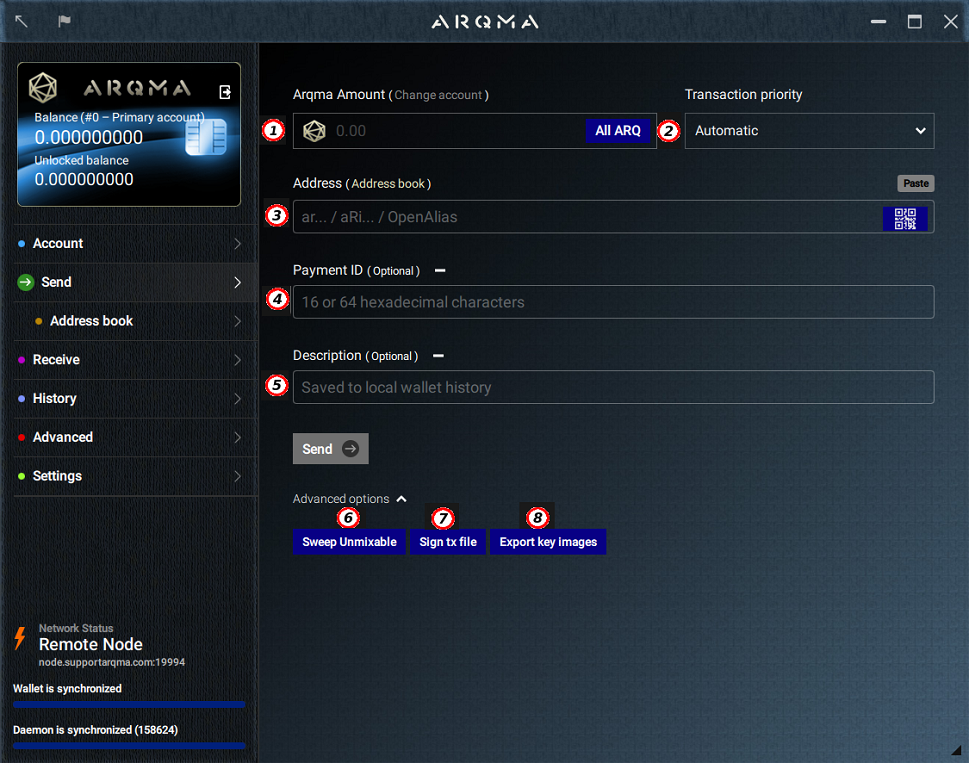 ARQMA
ARQMA
Balance (#0 – Primary account)
0.000000000
Unlocked balance
0.000000000
Account
Send
Address book
Receive
History
Advanced
Settings
Network Status
Remote Node
node.supportarqma.com:19994
Wallet is synchronized
Daemon is synchronized (158624)
Arqma Amount ( Change account )
Transaction priority
1
0.00
All ARQ
2
Automatic
Address ( Address book )
Paste
3
ar... / aRi... / OpenAlias
Payment ID ( Optional )
4
16 or 64 hexadecimal characters
Description ( Optional )
5
Saved to local wallet history
Send
Advanced options
6
7
8
Sweep Unmixable
Sign tx file
Export key images